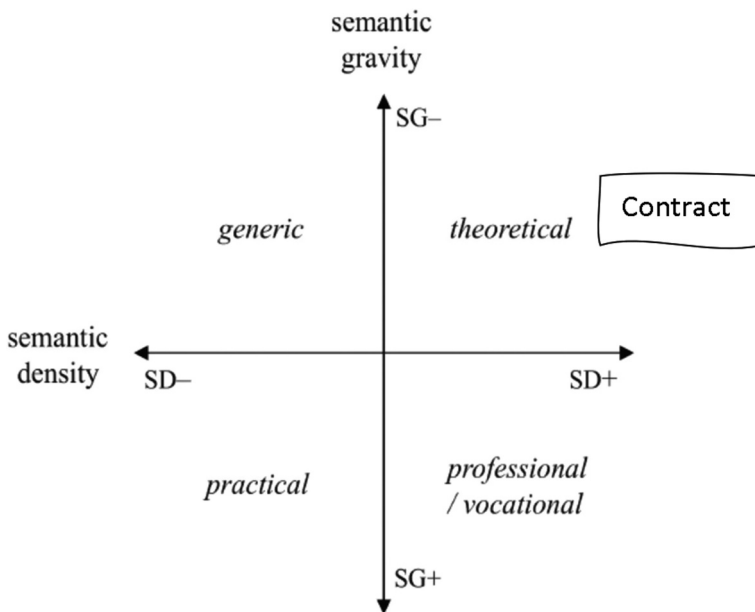 semantic
gravity
SG–
Contract
generic
theoretical
semantic
density
SD–
SD+
practical
professional
/ vocational
SG+